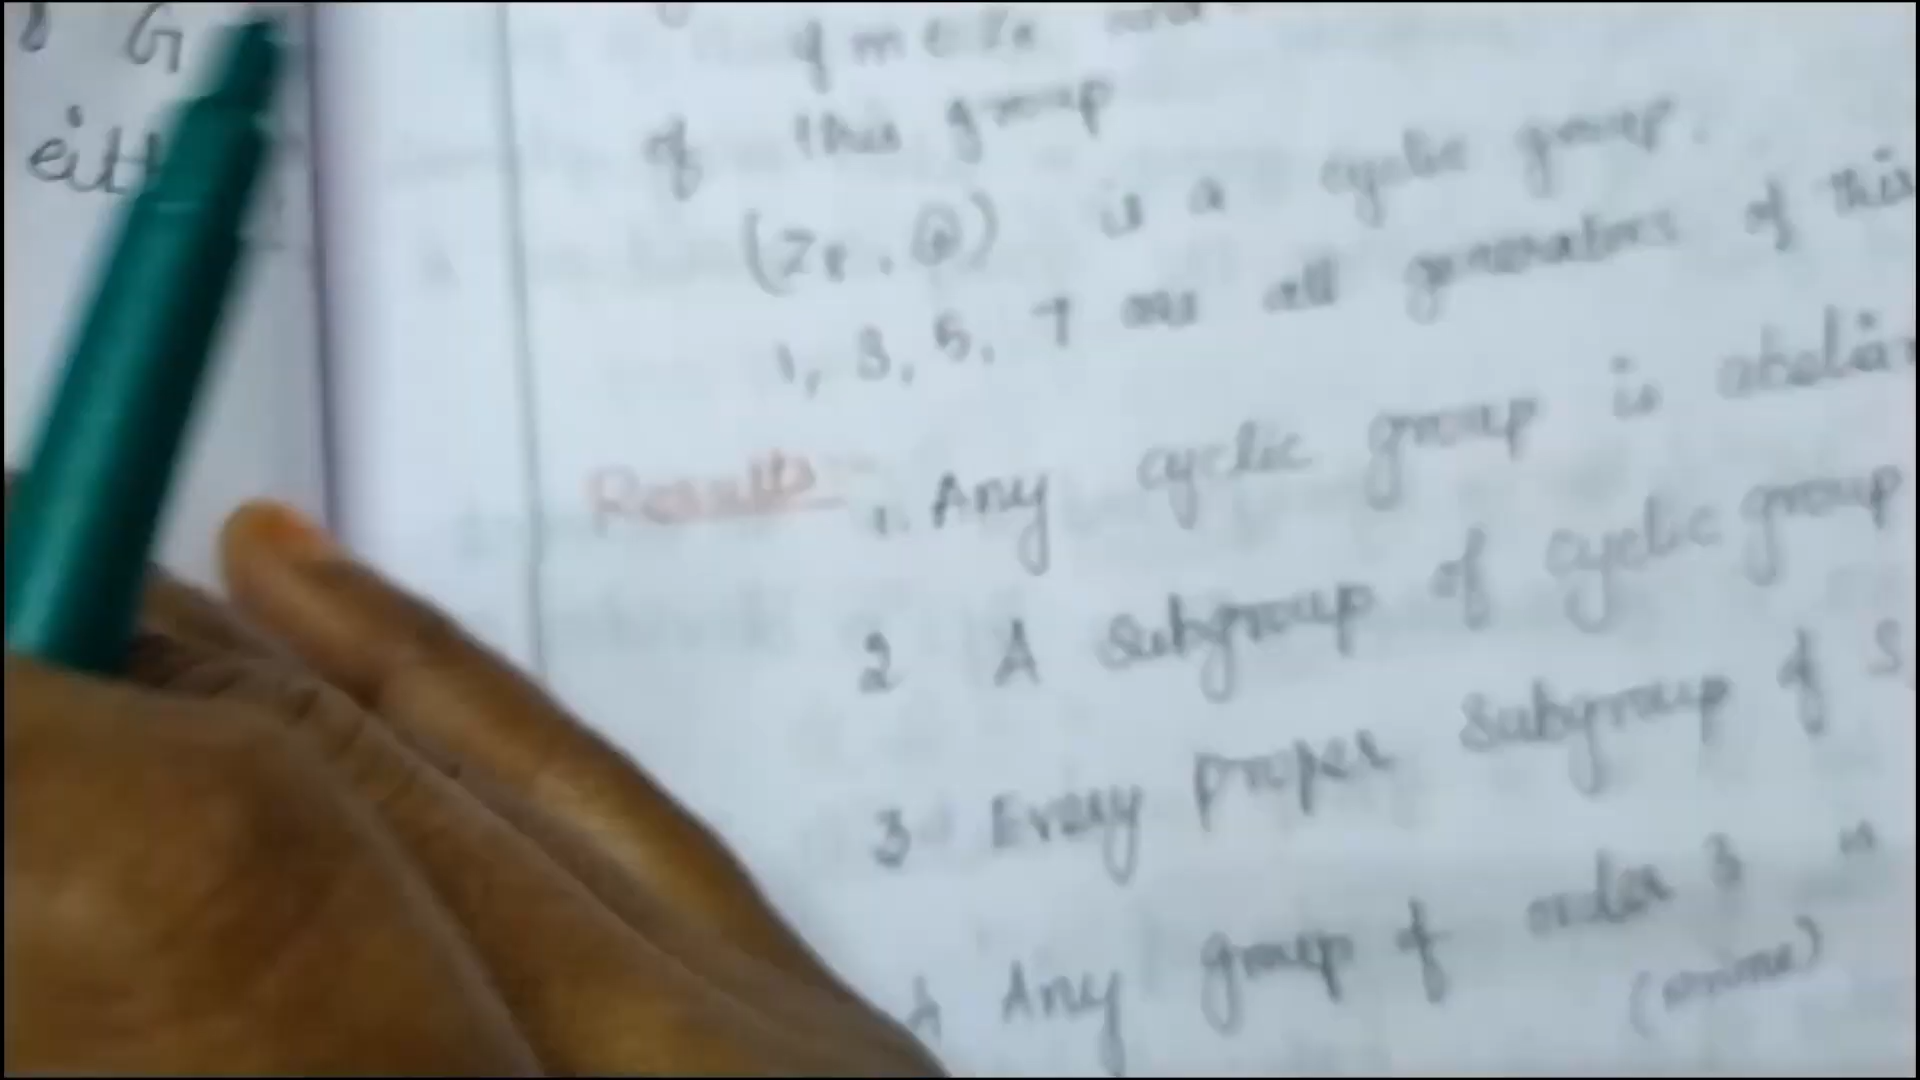 G
of this group
(Z8, ⊕) is a cyclic group.
1, 3, 5, 7 are all generators of this
Results 1. Any cyclic group is abelian
2 A Subgroup of cyclic group
3 Every proper Subgroup of S
Any group of order 3 is
(prime)